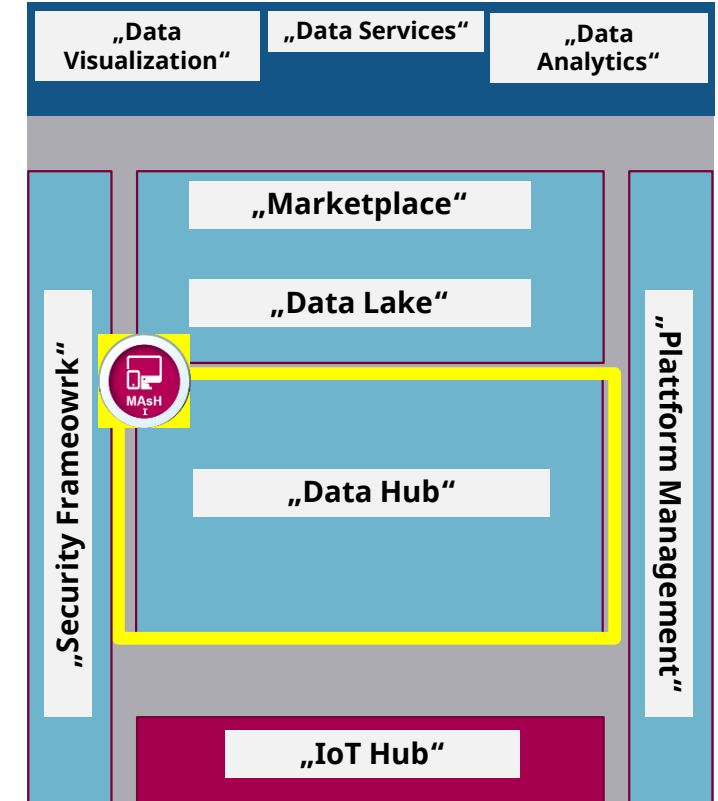 „Data
Visualization“
„Data Services“
„Data
Analytics“
„Marketplace“
„Data Lake“
„Security Frameowrk“
MAsH
I
„Data Hub“
„Plattform Management“
„IoT Hub“